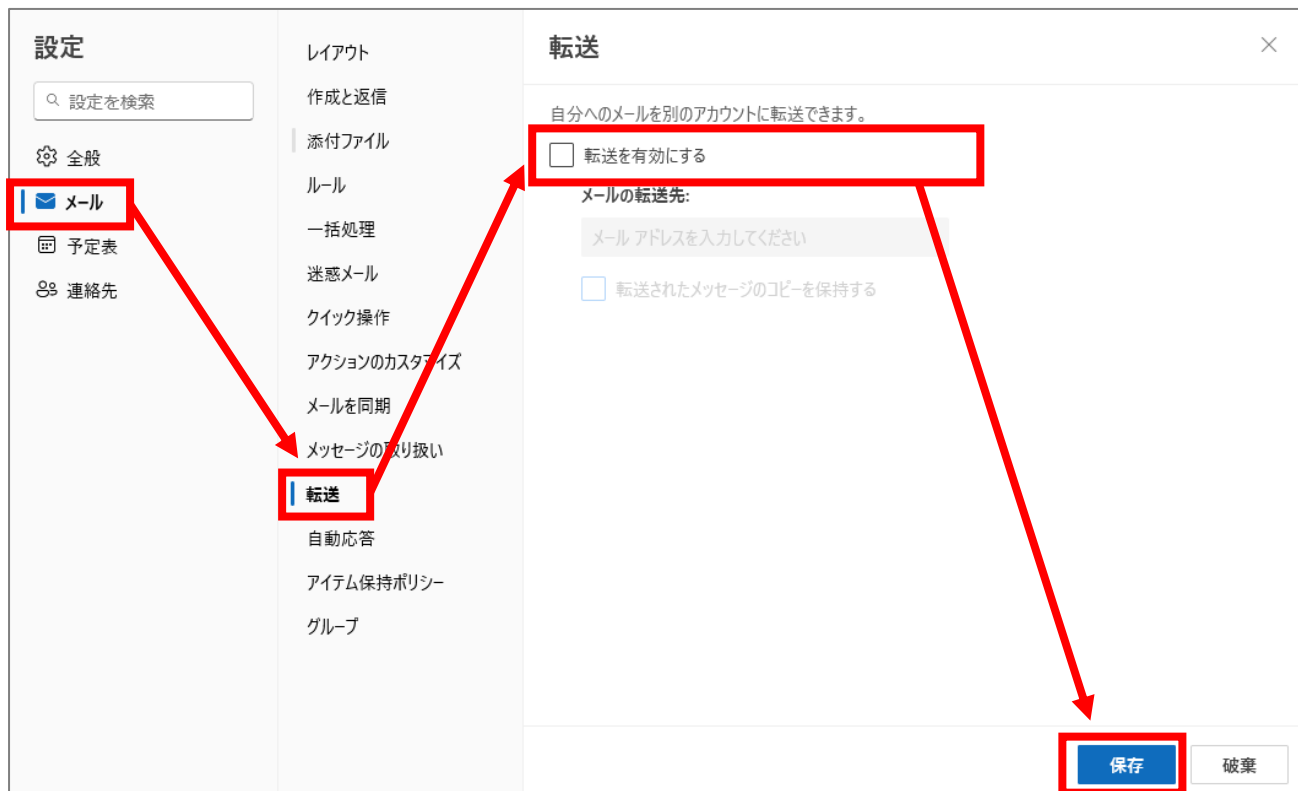 設定
設定を検索
全般
メール
予定表
連絡先
レイアウト
作成と返信
添付ファイル
ルール
一括処理
迷惑メール
クイック操作
アクションのカスタマイズ
メールを同期
メッセージの取り扱い
転送
自動応答
アイテム保持ポリシー
グループ
転送
自分へのメールを別のアカウントに転送できます。
転送を有効にする
メールの転送先:
メール アドレスを入力してください
転送されたメッセージのコピーを保持する
保存
破棄